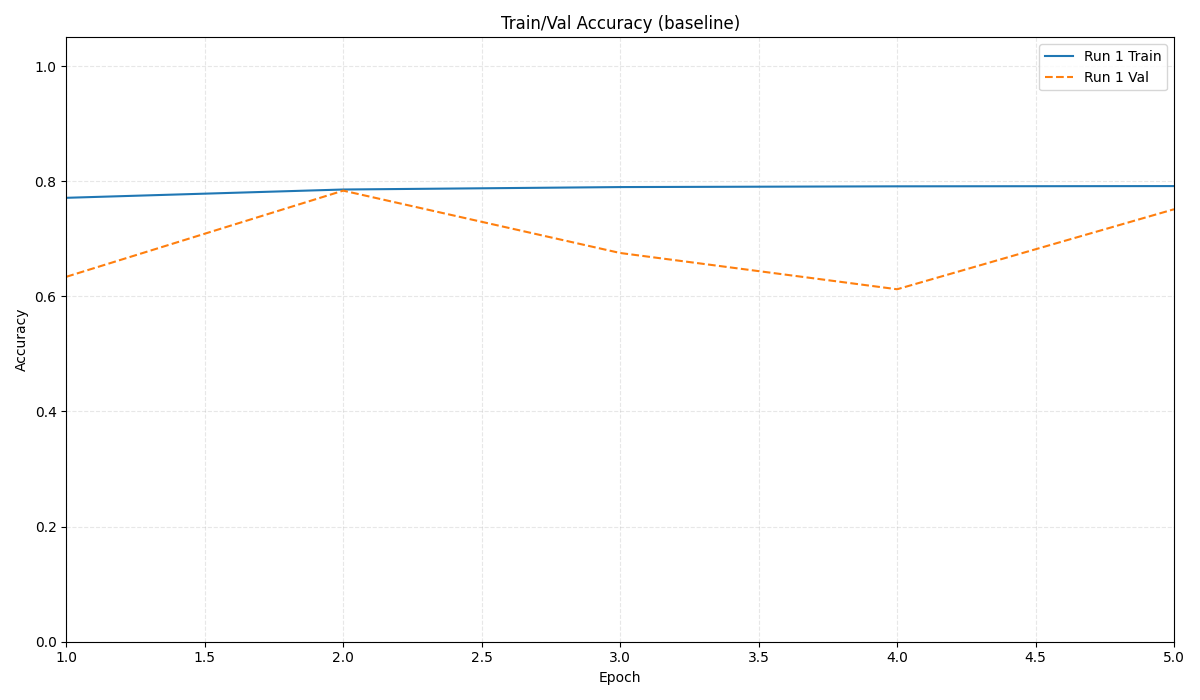 Train/Val Accuracy (baseline)
Run 1 Train
Run 1 Val
1.0
0.8
0.6
0.4
0.2
0.0
Accuracy
1.0 1.5 2.0 2.5 3.0 3.5 4.0 4.5 5.0
Epoch